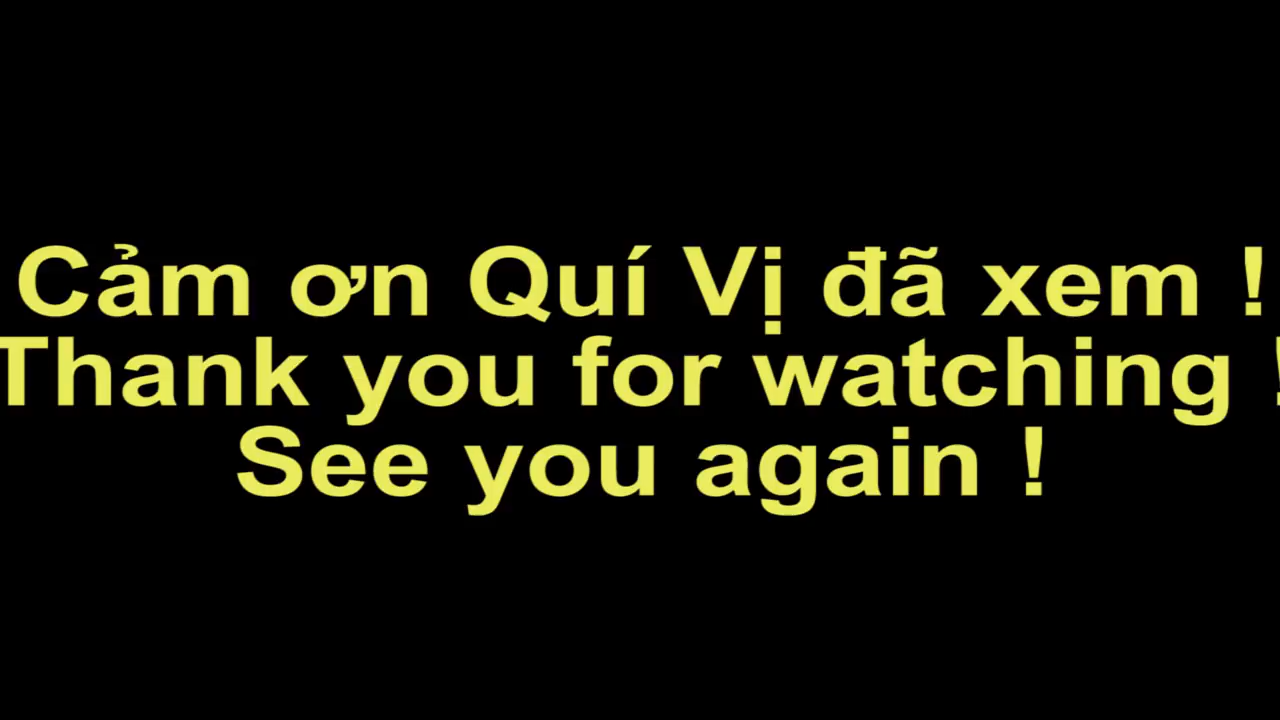 Cảm ơn Quí Vị đã xem !
Thank you for watching !
See you again !